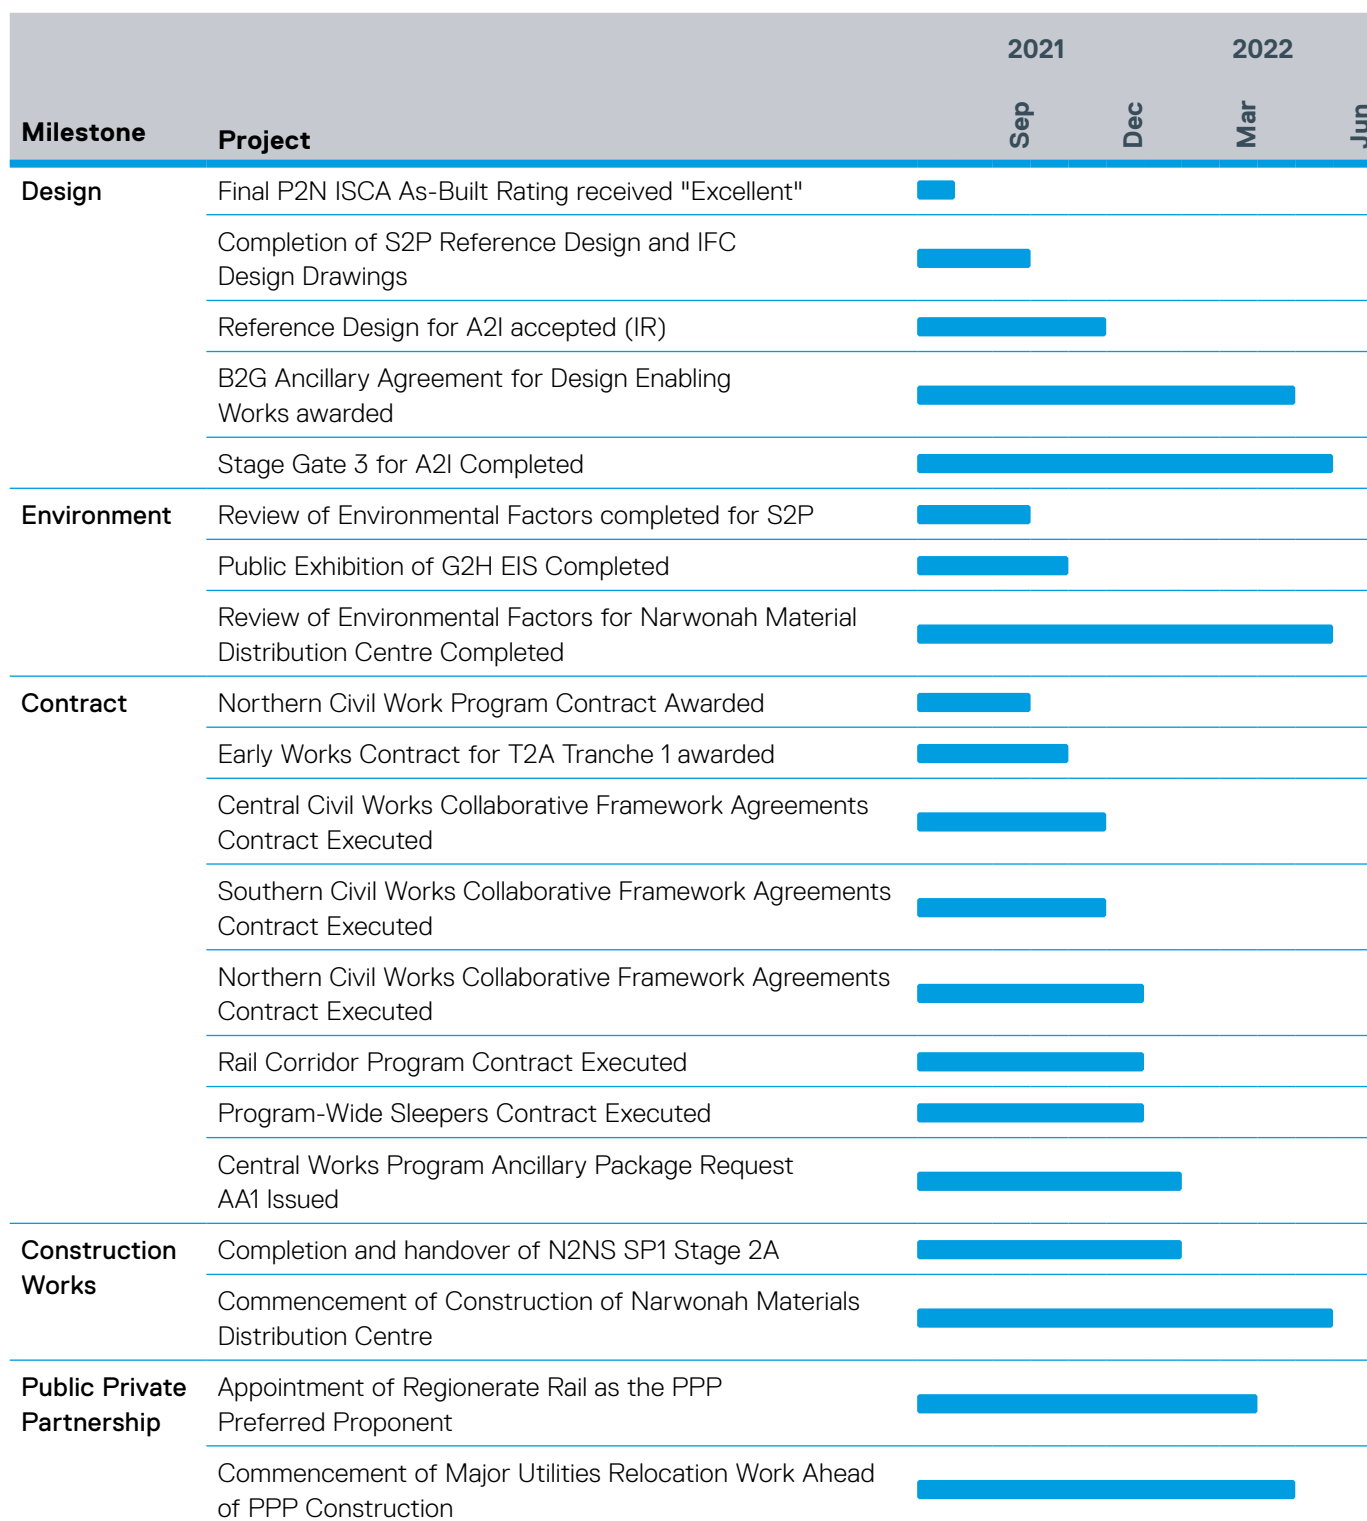 2021 2022
Milestone Project Sep Dec Mar Jun
Design Final P2N ISCA As-Built Rating received "Excellent"
Completion of S2P Reference Design and IFC
Design Drawings
Reference Design for A2I accepted (IR)
B2G Ancillary Agreement for Design Enabling
Works awarded
Stage Gate 3 for A2I Completed
Environment Review of Environmental Factors completed for S2P
Public Exhibition of G2H EIS Completed
Review of Environmental Factors for Narwonah Material
Distribution Centre Completed
Contract Northern Civil Work Program Contract Awarded
Early Works Contract for T2A Tranche 1 awarded
Central Civil Works Collaborative Framework Agreements
Contract Executed
Southern Civil Works Collaborative Framework Agreements
Contract Executed
Northern Civil Works Collaborative Framework Agreements
Contract Executed
Rail Corridor Program Contract Executed
Program-Wide Sleepers Contract Executed
Central Works Program Ancillary Package Request
AA1 Issued
Construction Completion and handover of N2NS SP1 Stage 2A
Works
Commencement of Construction of Narwonah Materials
Distribution Centre
Public Private Appointment of Regionerate Rail as the PPP
Partnership Preferred Proponent
Commencement of Major Utilities Relocation Work Ahead
of PPP Construction